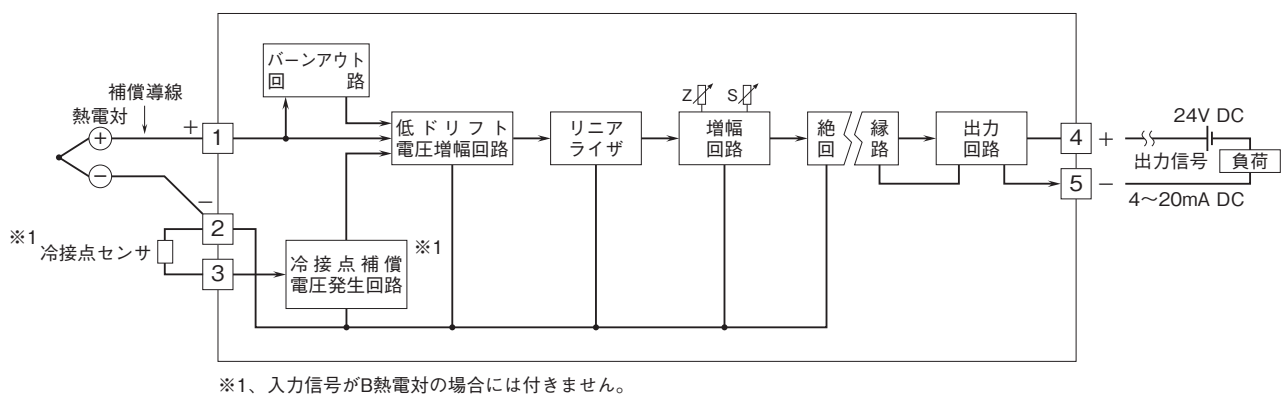 バーンアウト
回 路
補償導線
熱電対
+
−
+
−
1
2
3
※1
冷接点センサ
低ドリフト
電圧増幅回路
リニア
ライザ
Z
S
増幅
回路
絶縁
回路
出力
回路
4
+
5
−
24V DC
出力信号
負荷
4～20mA DC
冷接点補償
電圧発生回路
※1
※1、入力信号がB熱電対の場合には付きません。